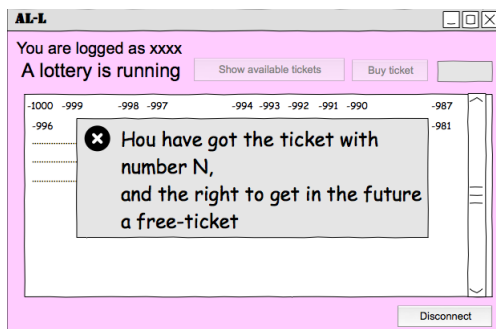 AL-L
You are logged as xxxx
A lottery is running
Show available tickets
Buy ticket
-1000 -999 -998 -997 -994 -993 -992 -991 -990 -987
-996 -981
Hou have got the ticket with
number N,
and the right to get in the future
a free-ticket
Disconnect